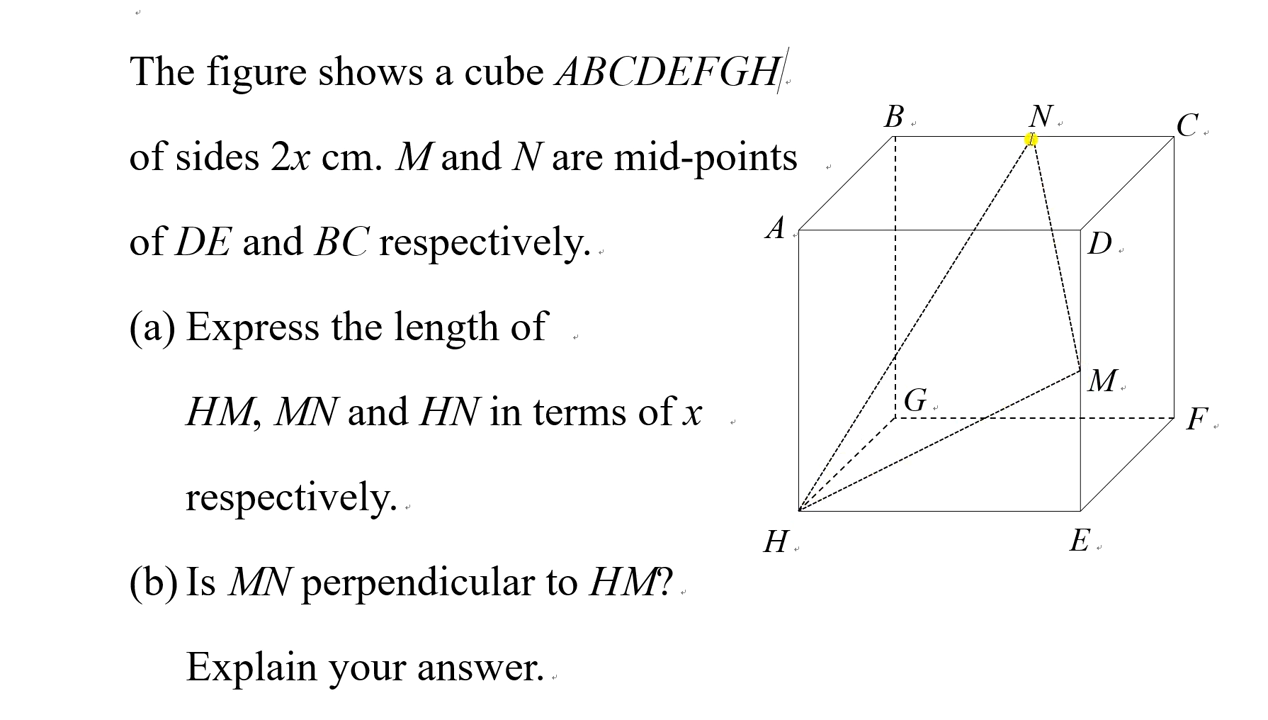 The figure shows a cube ABCDEFGH
of sides 2x cm. M and N are mid-points
of DE and BC respectively.
(a) Express the length of
HM, MN and HN in terms of x
respectively.
(b) Is MN perpendicular to HM?
Explain your answer.
B
N
C
A
D
M
G
F
H
E